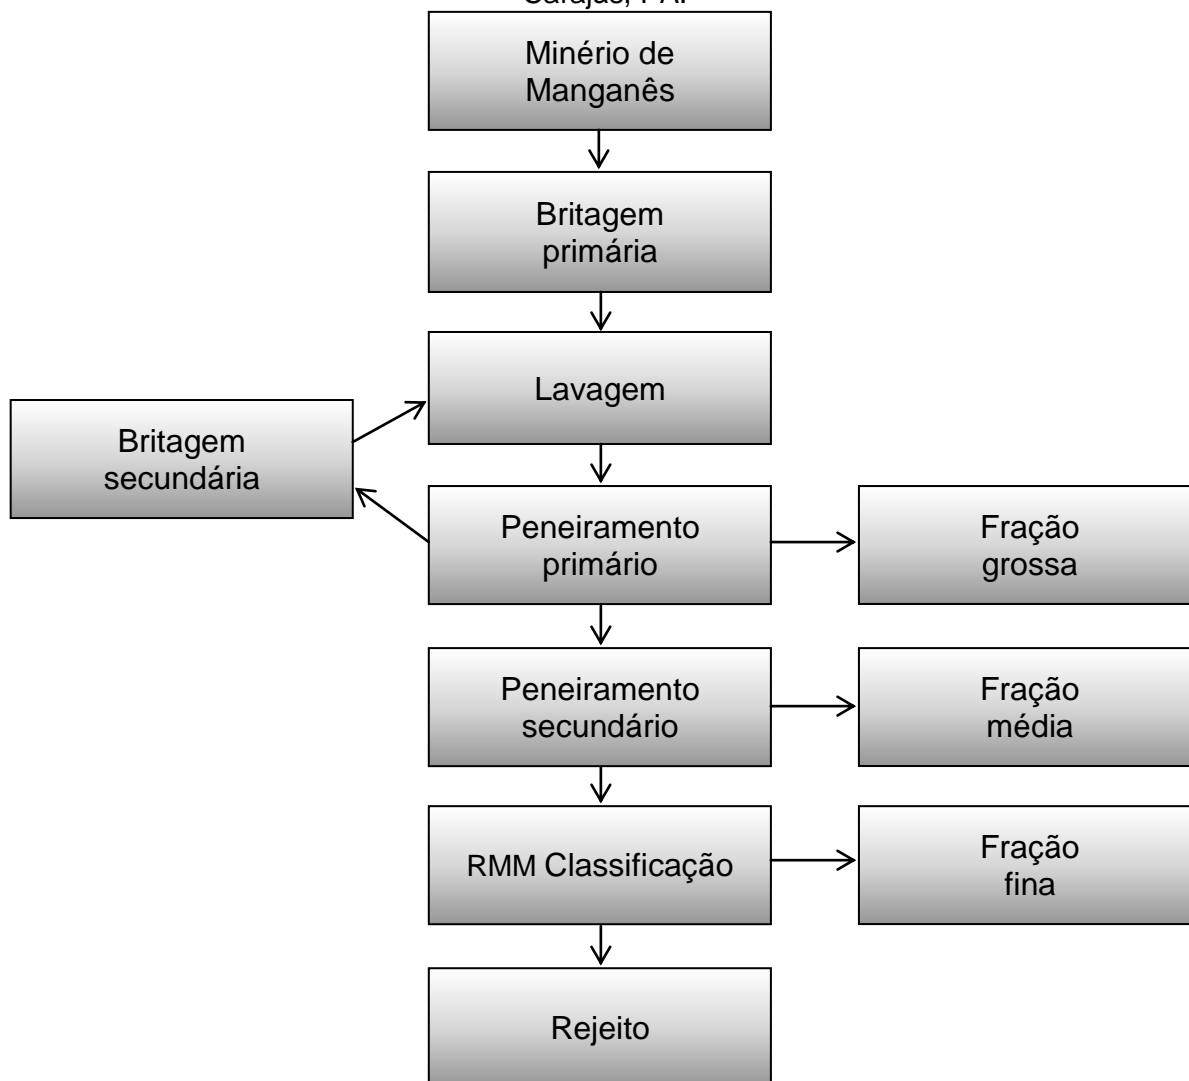 Minério de
Manganês
Britagem
primária
Lavagem
Britagem
secundária
Peneiramento
primário
Fração
grossa
Peneiramento
secundário
Fração
média
RMM Classificação
Fração
fina
Rejeito